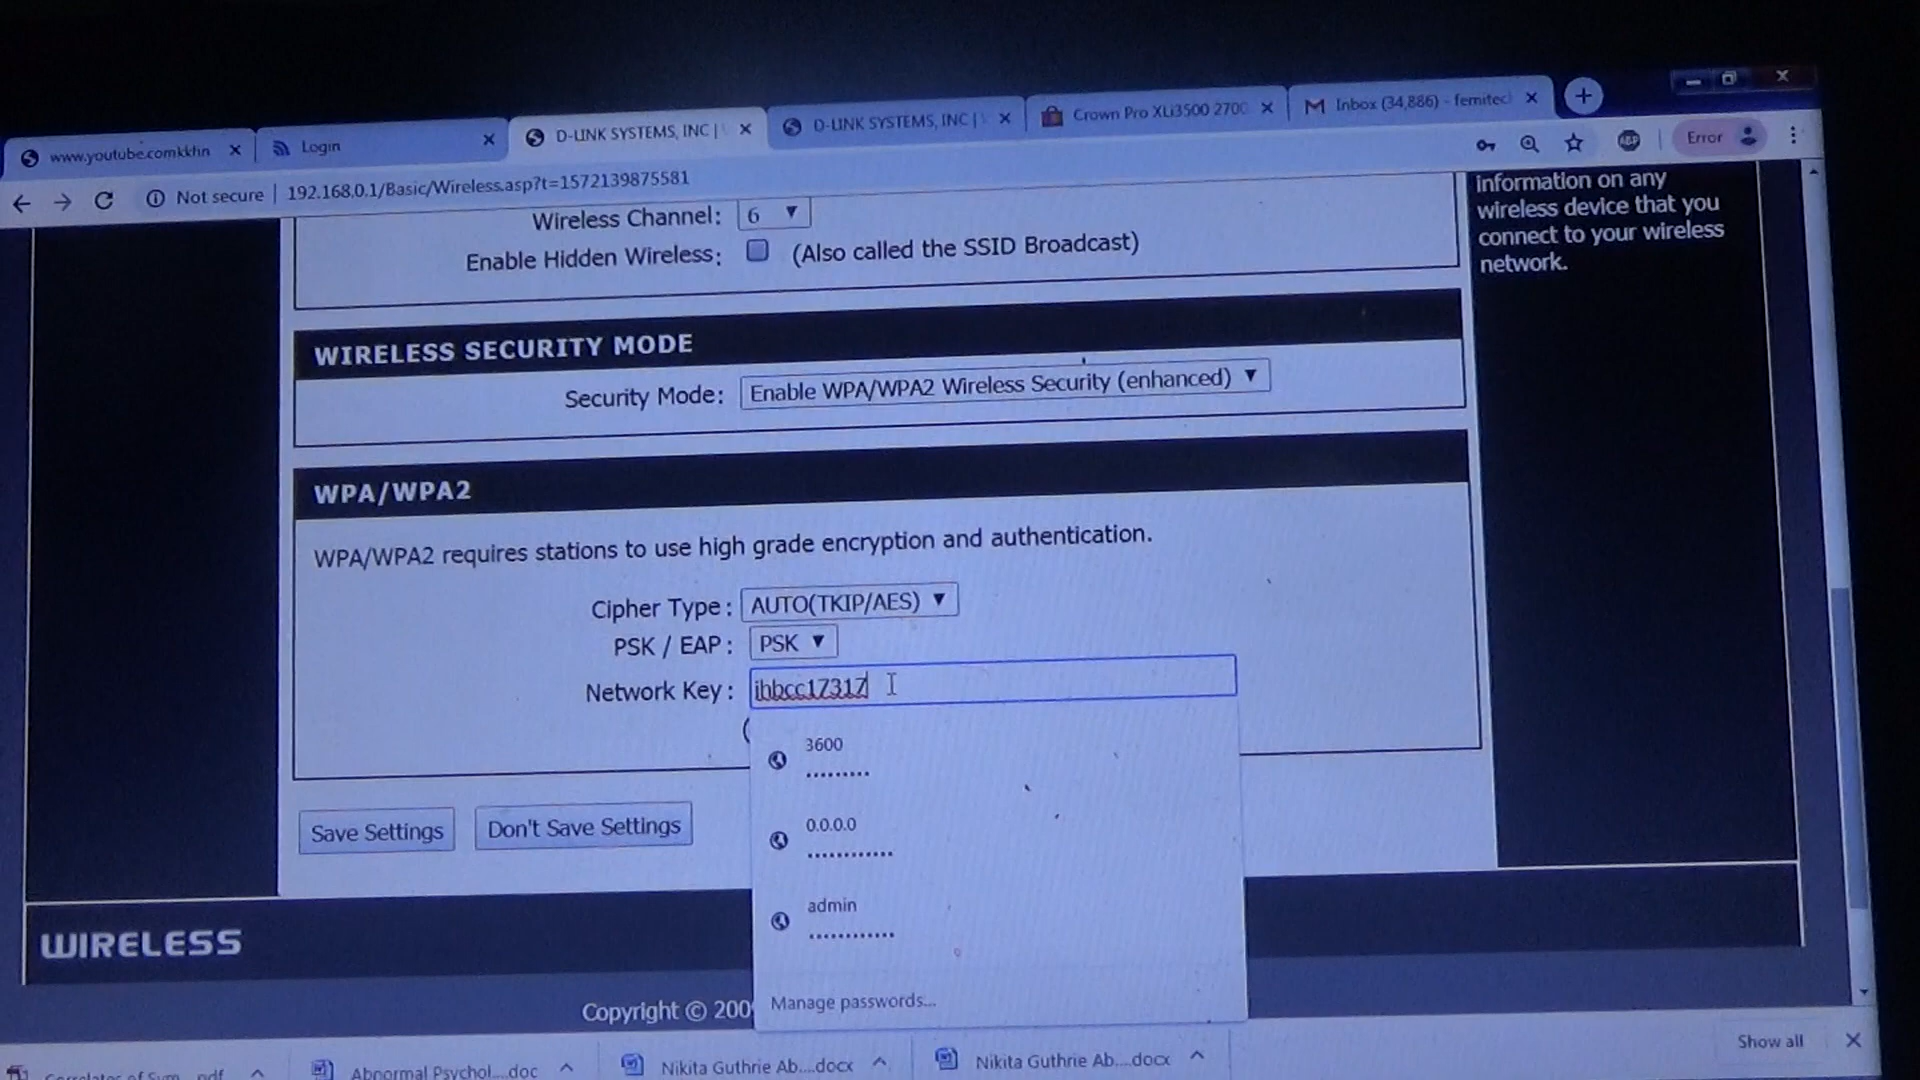 www.youtube.comkkhn
Login
D-LINK SYSTEMS, INC |
D-LINK SYSTEMS, INC |
Crown Pro XLi3500 2700
Inbox (34,886) - femitec
Not secure | 192.168.0.1/Basic/Wireless.asp?t=1572139875581
ABP
Error
information on any
wireless device that you
connect to your wireless
network.
Wireless Channel: 6
Enable Hidden Wireless: (Also called the SSID Broadcast)
WIRELESS SECURITY MODE
Security Mode: Enable WPA/WPA2 Wireless Security (enhanced)
WPA/WPA2
WPA/WPA2 requires stations to use high grade encryption and authentication.
Cipher Type: AUTO(TKIP/AES)
PSK / EAP: PSK
Network Key: ihbcc17317
(
3600
•••••••••
0.0.0.0
••••••••••••
admin
••••••••••••
Manage passwords...
Save Settings
Don't Save Settings
WIRELESS
Copyright © 200
Correlates of Sym....pdf
Abnormal Psychol....doc
Nikita Guthrie Ab....docx
Nikita Guthrie Ab....docx
Show all